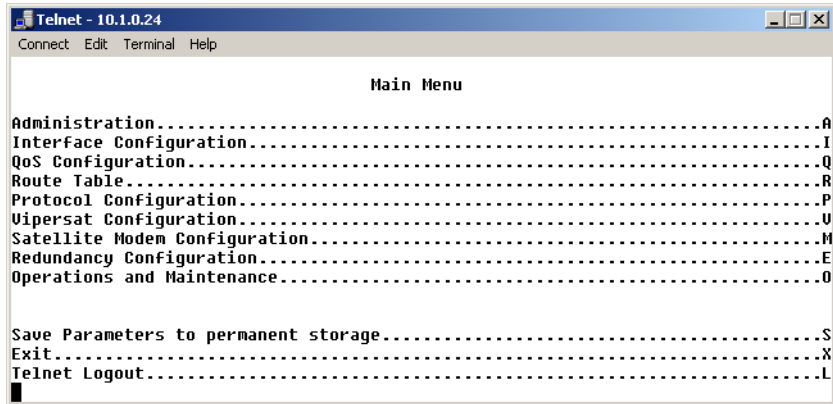 Telnet - 10.1.0.24
Connect Edit Terminal Help
Main Menu
Administration.....................................................................A
Interface Configuration............................................................I
QoS Configuration..................................................................Q
Route Table........................................................................R
Protocol Configuration.............................................................P
Vipersat Configuration.............................................................V
Satellite Modem Configuration......................................................M
Redundancy Configuration...........................................................E
Operations and Maintenance.........................................................O
Save Parameters to permanent storage...............................................S
Exit...............................................................................X
Telnet Logout......................................................................L